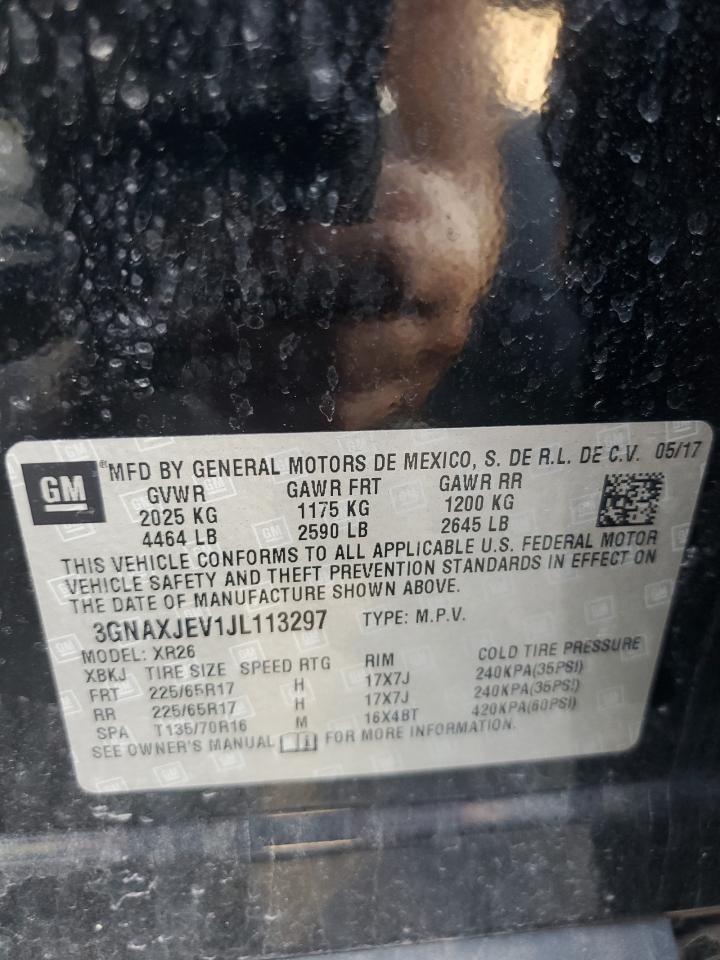 GM ®MFD BY GENERAL MOTORS DE MEXICO, S. DE R.L. DE C.V. 05/17
GVWR GAWR FRT GAWR RR
2025 KG 1175 KG 1200 KG
4464 LB 2590 LB 2645 LB
THIS VEHICLE CONFORMS TO ALL APPLICABLE U.S. FEDERAL MOTOR
VEHICLE SAFETY AND THEFT PREVENTION STANDARDS IN EFFECT ON
THE DATE OF MANUFACTURE SHOWN ABOVE.
3GNAXJEV1JL113297 TYPE: M.P.V.
MODEL: XR26
XBKJ TIRE SIZE SPEED RTG RIM COLD TIRE PRESSURE
FRT 225/65R17 H 17X7J 240KPA(35PSI)
RR 225/65R17 H 17X7J 240KPA(35PSI)
SPA T135/70R16 M 16X4BT 420KPA(60PSI)
SEE OWNER'S MANUAL FOR MORE INFORMATION.